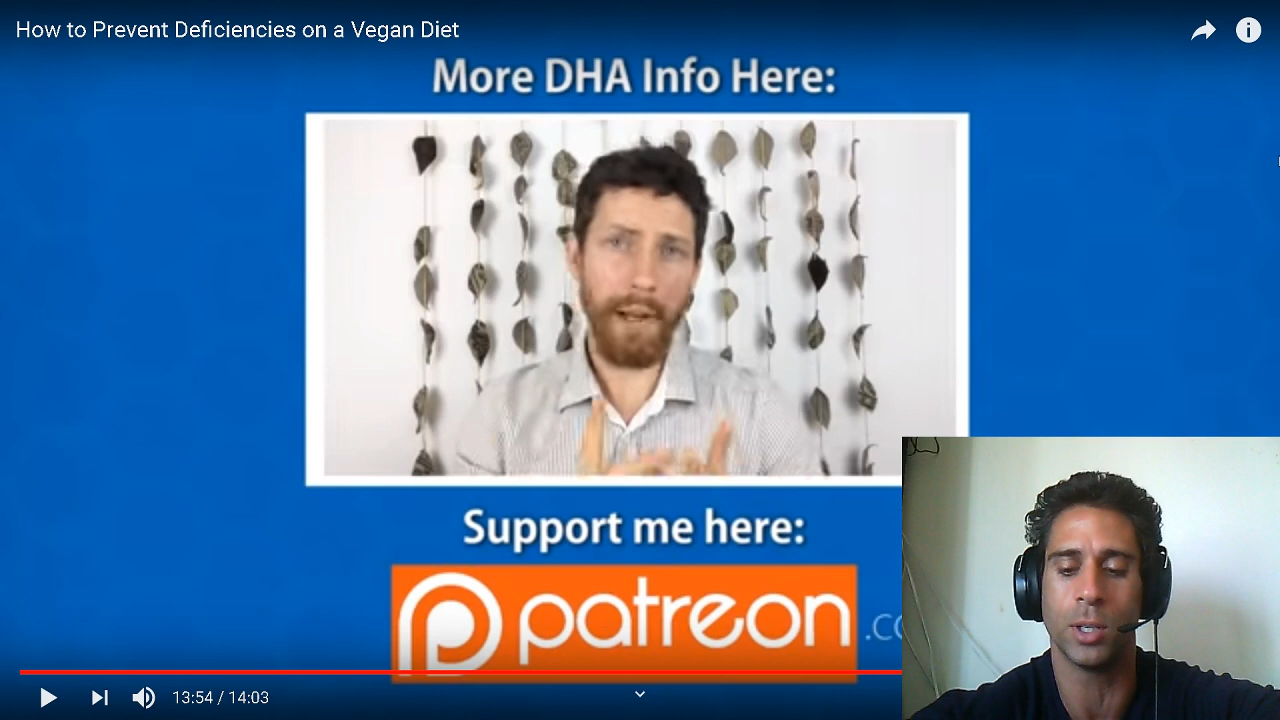 How to Prevent Deficiencies on a Vegan Diet
More DHA Info Here:
Support me here:
patreon.co
13:54 / 14:03